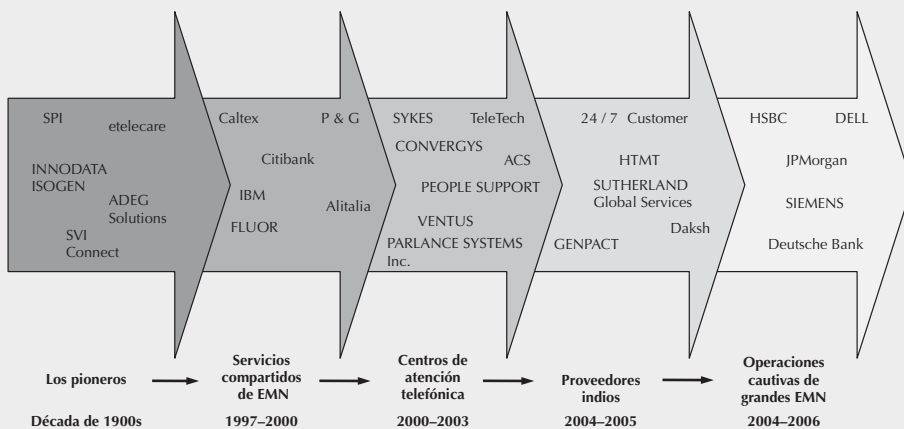 SPI
etelecare
INNODATA
ISOGEN
ADEG
Solutions
SVI
Connect
Caltex
P & G
Citibank
IBM
Alitalia
FLUOR
SYKES
TeleTech
CONVERGYS
ACS
PEOPLE SUPPORT
VENTUS
PARLANCE SYSTEMS
Inc.
24 / 7 Customer
HTMT
SUTHERLAND
Global Services
Daksh
GENPACT
HSBC
DELL
JPMorgan
SIEMENS
Deutsche Bank
Los pioneros
Década de 1900s
Servicios
compartidos
de EMN
1997–2000
Centros de
atención
telefónica
2000–2003
Proveedores
indios
2004–2005
Operaciones
cautivas de
grandes EMN
2004–2006